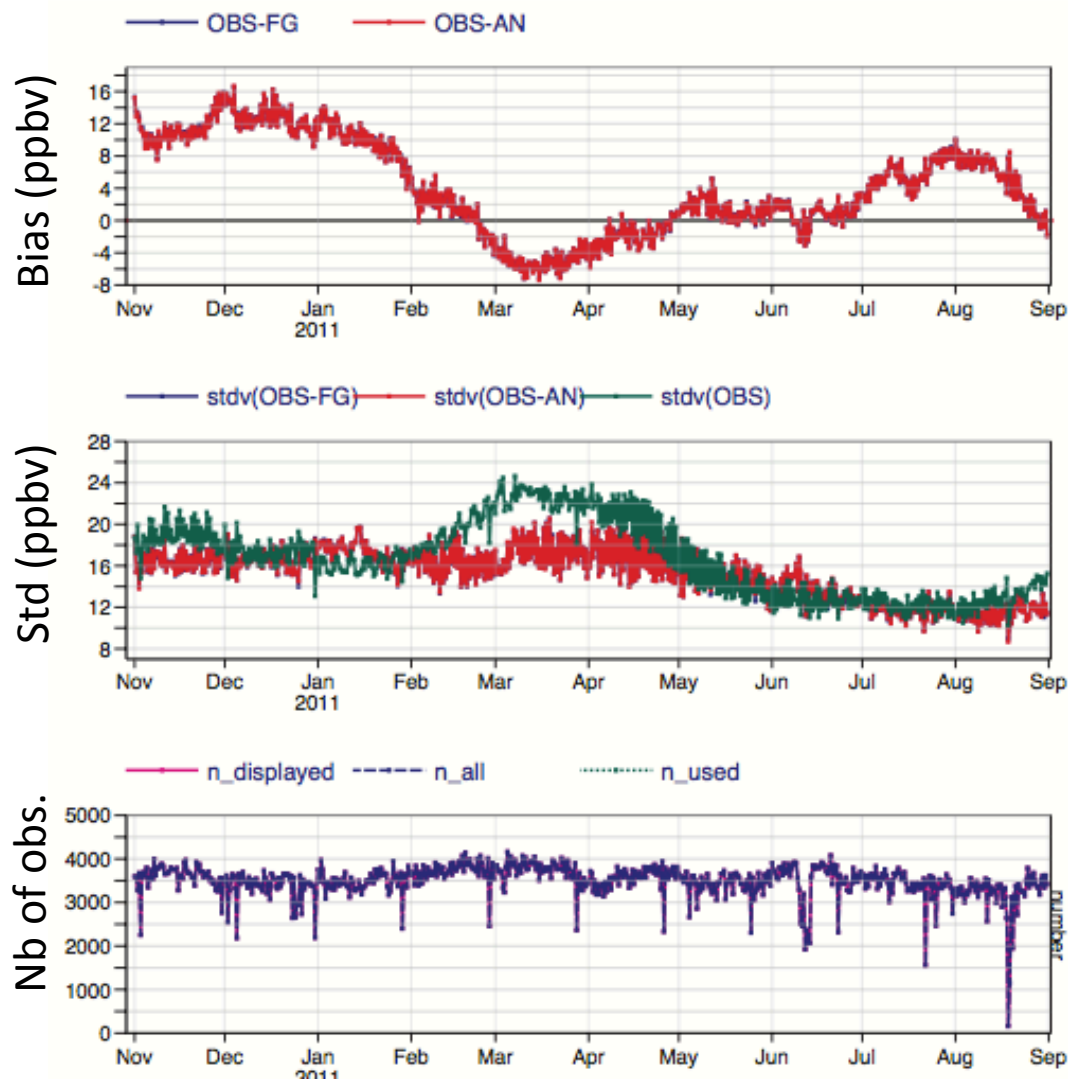 OBS-FG OBS-AN
Bias (ppbv)
16
12
8
4
0
-4
-8
Nov Dec Jan Feb Mar Apr May Jun Jul Aug Sep
2011
stdv(OBS-FG) stdv(OBS-AN) stdv(OBS)
Std (ppbv)
28
24
20
16
12
8
Nov Dec Jan Feb Mar Apr May Jun Jul Aug Sep
2011
n_displayed n_all n_used
Nb of obs.
5000
4000
3000
2000
1000
0
number
Nov Dec Jan Feb Mar Apr May Jun Jul Aug Sep
2011